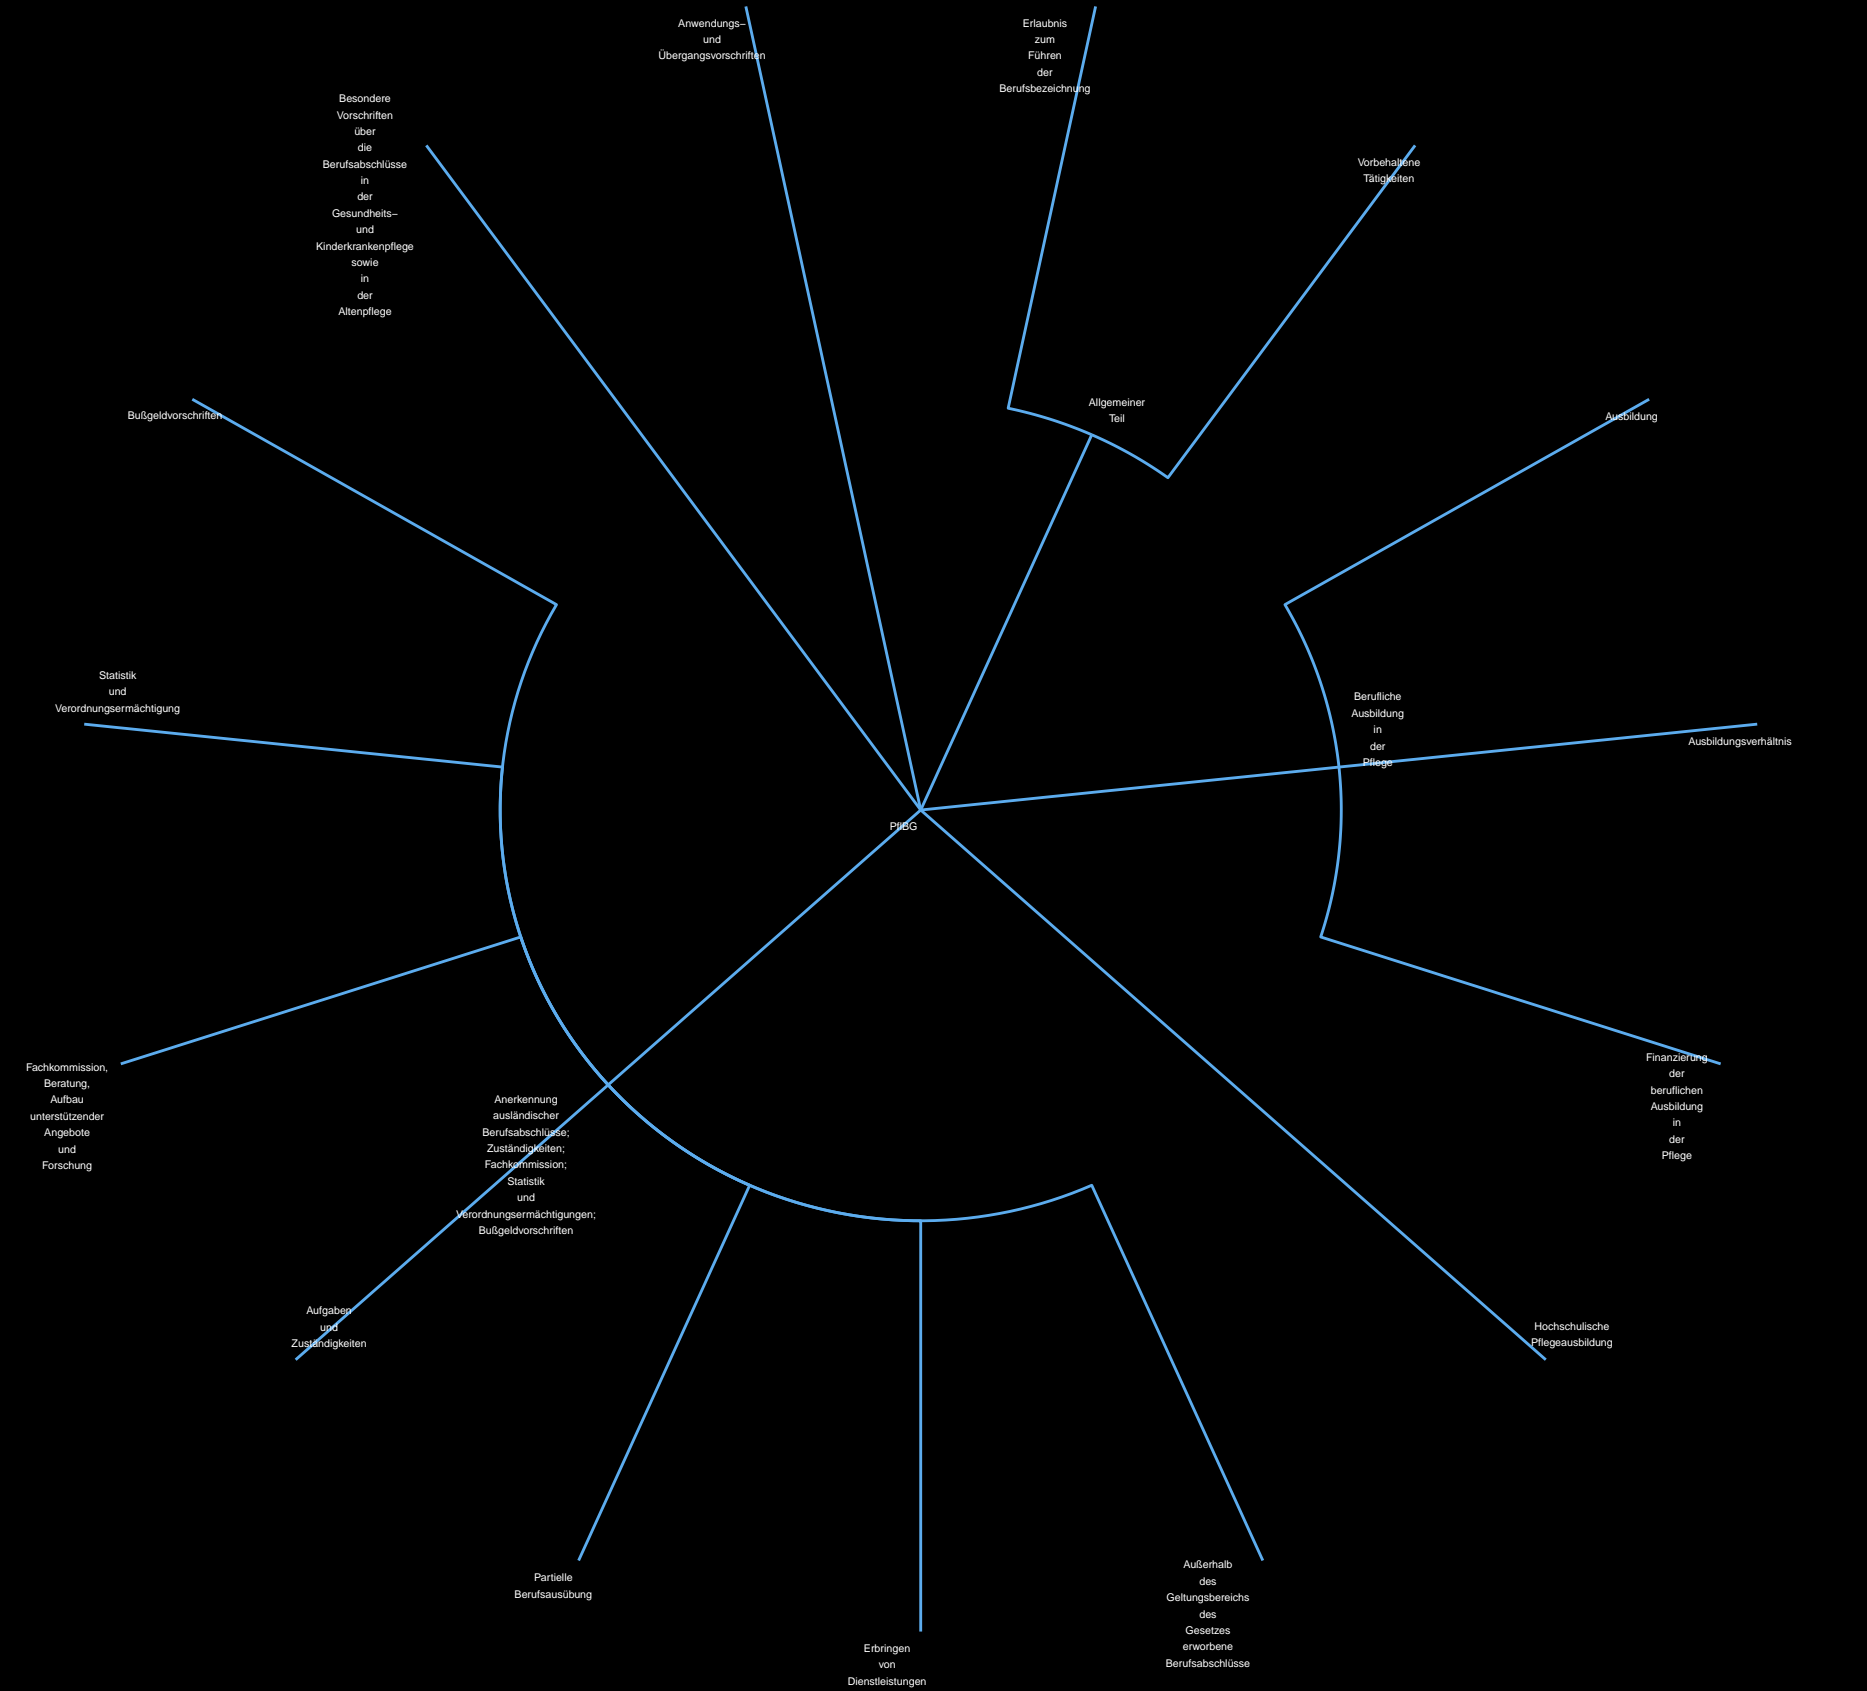 Anwendungs–
und
Übergangsvorschriften
Erlaubnis
zum
Führen
der
Berufsbezeichnung
Besondere
Vorschriften
über
die
Berufsabschlüsse
in
der
Gesundheits–
und
Kinderkrankenpflege
sowie
in
der
Altenpflege
Vorbehaltene
Tätigkeiten
Allgemeiner
Teil
Bußgeldvorschriften
Ausbildung
Statistik
und
Verordnungsermächtigung
Berufliche
Ausbildung
in
der
Pflege
Ausbildungsverhältnis
PflBG
Fachkommission,
Beratung,
Aufbau
unterstützender
Angebote
und
Forschung
Anerkennung
ausländischer
Berufsabschlüsse;
Zuständigkeiten;
Fachkommission;
Statistik
und
Verordnungsermächtigungen;
Bußgeldvorschriften
Finanzierung
der
beruflichen
Ausbildung
in
der
Pflege
Aufgaben
und
Zuständigkeiten
Hochschulische
Pflegeausbildung
Partielle
Berufsausübung
Erbringen
von
Dienstleistungen
Außerhalb
des
Geltungsbereichs
des
Gesetzes
erworbene
Berufsabschlüsse